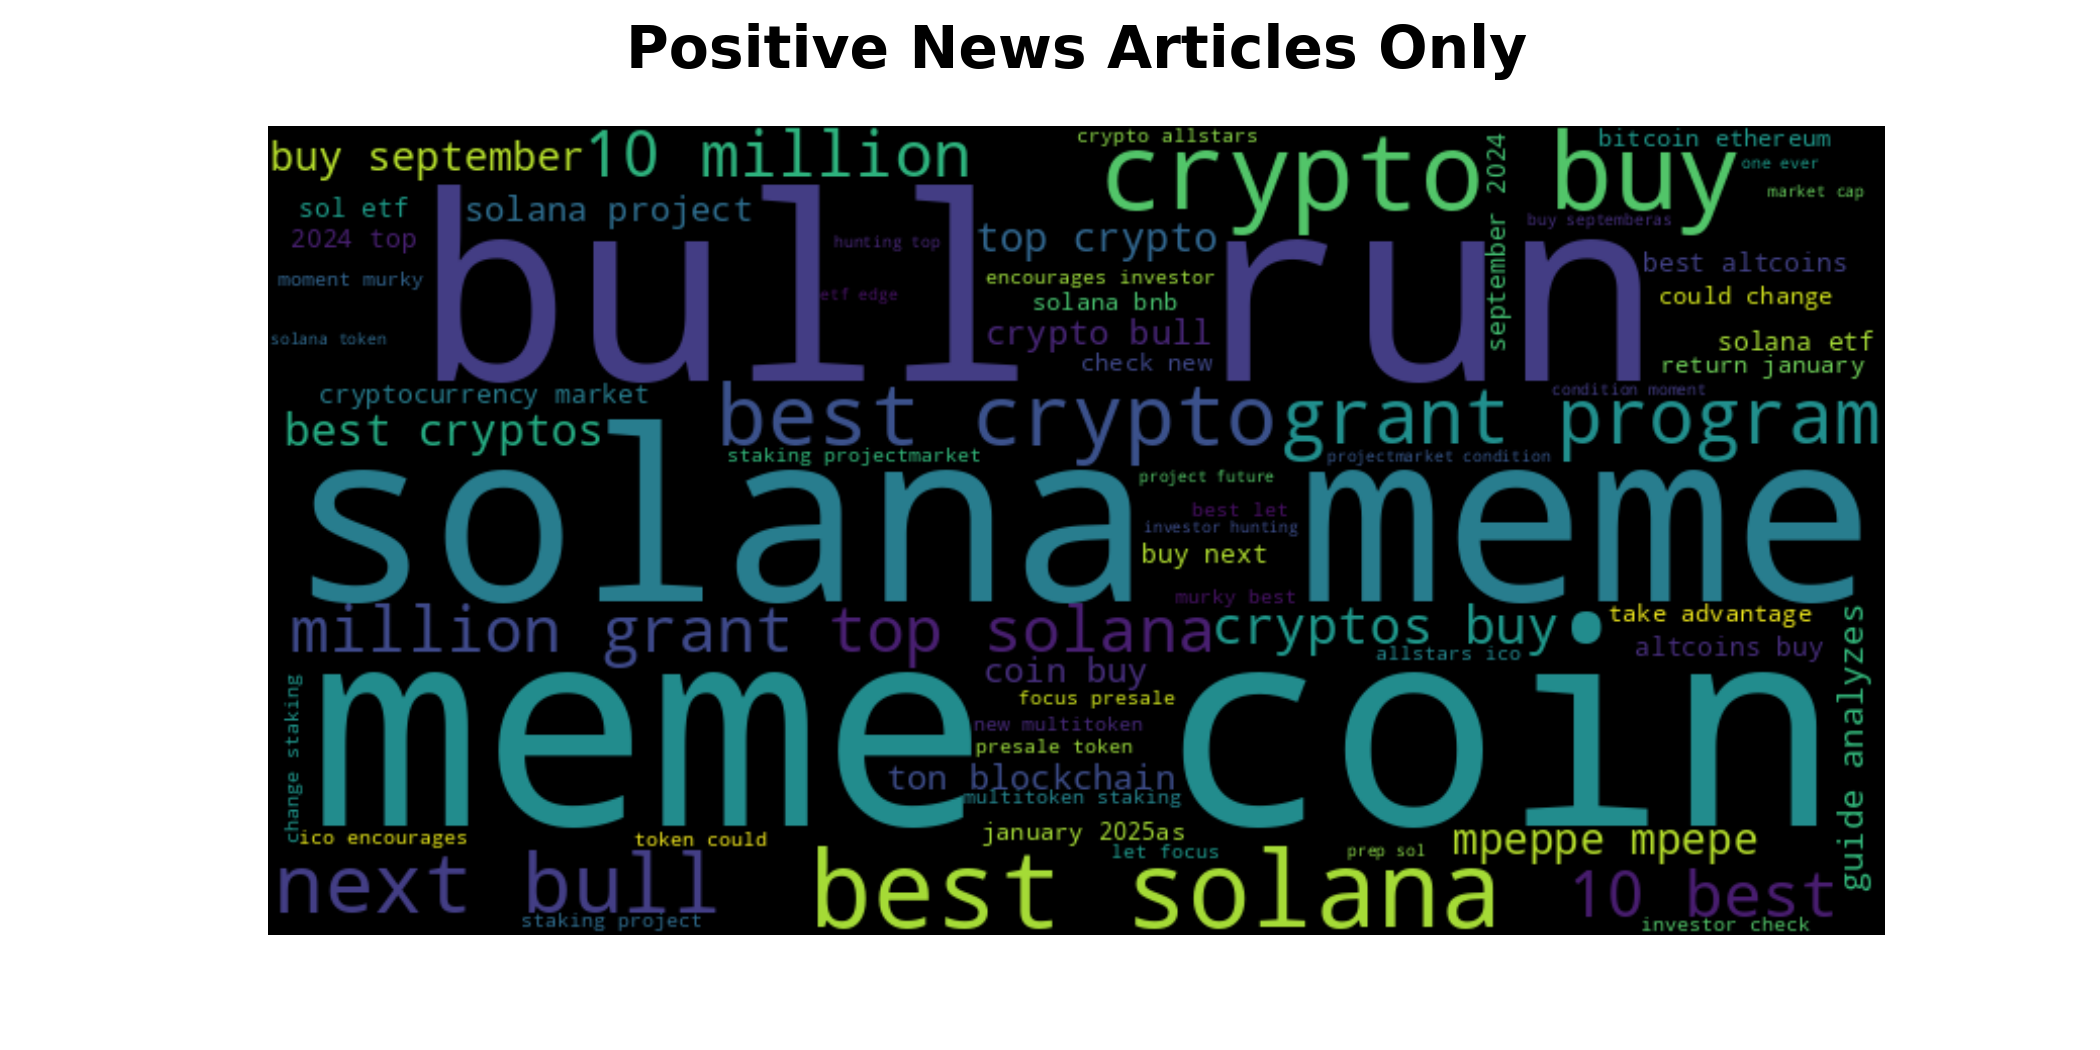 Positive News Articles Only
buy september
10 million
crypto allstars
crypto buy
september 2024
bitcoin ethereum
one ever
market cap
sol etf
solana project
2024 top
hunting top
top crypto
buy septemberas
bull run
moment murky
etf edge
encourages investor
solana bnb
best altcoins
could change
solana token
crypto bull
check new
solana etf
return january
cryptocurrency market
best cryptos
best crypto
condition moment
grant program
staking projectmarket
projectmarket condition
solana meme
project future
best let
investor hunting
buy next
murky best
million grant
top solana
cryptos buy
take advantage
allstars ico
altcoins buy
coin buy
focus presale
guide analyzes
change staking
meme coin
new multitoken
presale token
ton blockchain
multitoken staking
ico encourages
token could
january 2025as
let focus
prep sol
mpeppe mpepe
next bull
staking project
best solana
10 best
investor check